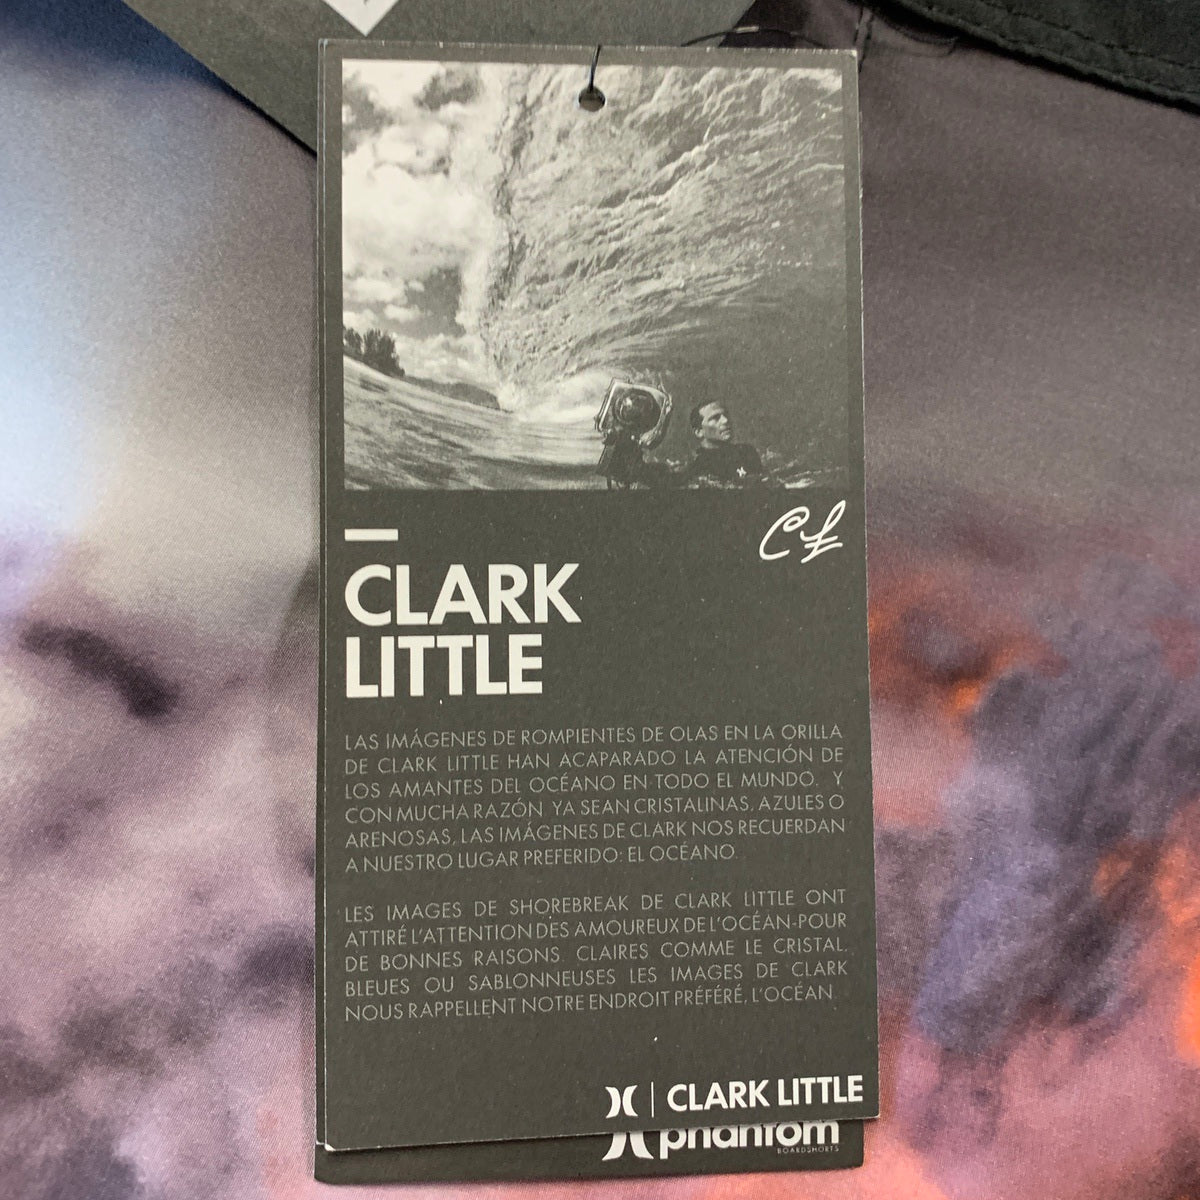 CL
CLARK
LITTLE
LAS IMÁGENES DE ROMPIENTES DE OLAS EN LA ORILLA
DE CLARK LITTLE HAN ACAPARADO LA ATENCIÓN DE
LOS AMANTES DEL OCÉANO EN TODO EL MUNDO. Y
CON MUCHA RAZÓN YA SEAN CRISTALINAS, AZULES O
ARENOSAS, LAS IMÁGENES DE CLARK NOS RECUERDAN
A NUESTRO LUGAR PREFERIDO: EL OCÉANO.
LES IMAGES DE SHOREBREAK DE CLARK LITTLE ONT
ATTIRÉ L'ATTENTION DES AMOUREUX DE L'OCÉAN-POUR
DE BONNES RAISONS. CLAIRES COMME LE CRISTAL,
BLEUES OU SABLONNEUSES LES IMAGES DE CLARK
NOUS RAPPELLENT NOTRE ENDROIT PRÉFÉRÉ, L'OCÉAN.
CLARK LITTLE
phantom
BOARDSHORTS